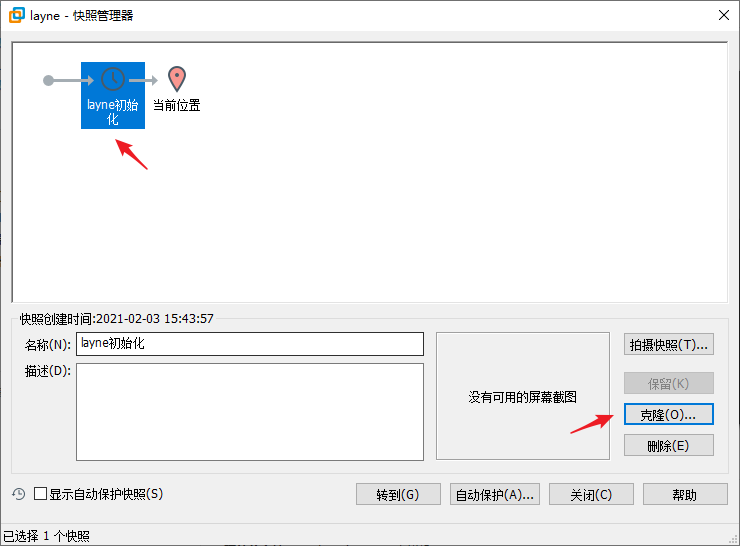 layne - 快照管理器
layne初始
化
当前位置
快照创建时间:2021-02-03 15:43:57
名称(N):
layne初始化
拍摄快照(T)...
描述(D):
保留(K)
没有可用的屏幕截图
克隆(O)...
删除(E)
显示自动保护快照(S)
转到(G)
自动保护(A)...
关闭(C)
帮助
已选择 1 个快照